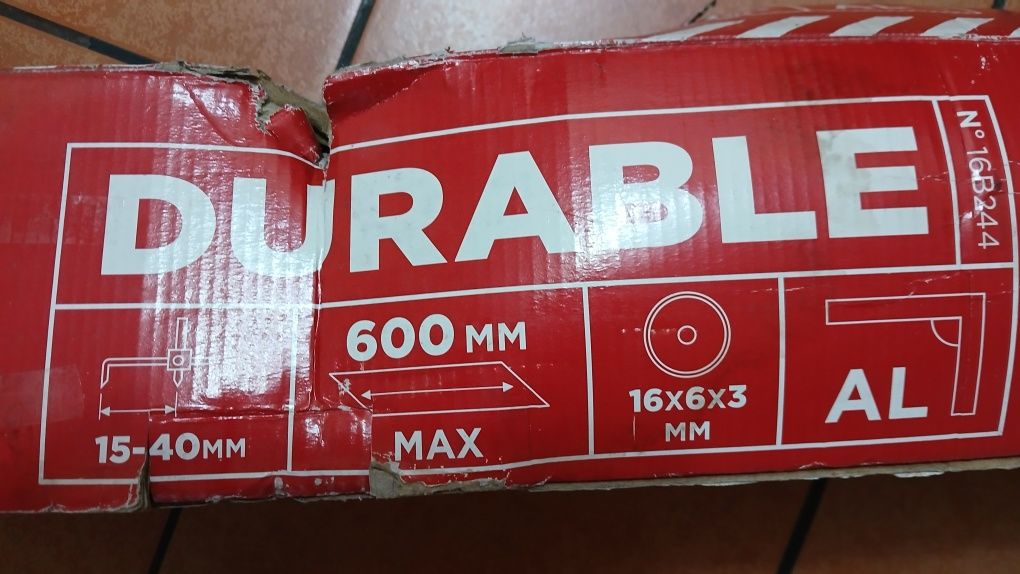 DURABLE
N° 16B244
15-40MM
600 MM
MAX
16x6x3
MM
AL